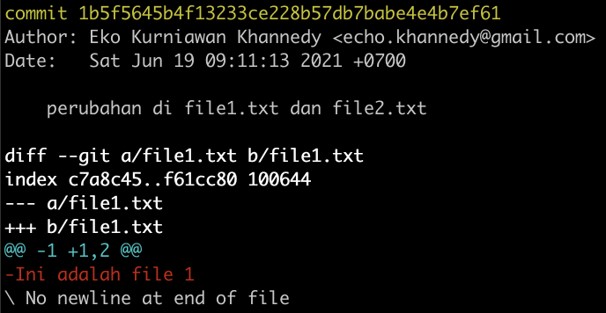 commit 1b5f5645b4f13233ce228b57db7babe4e4b7ef61
Author: Eko Kurniawan Khannedy <echo.khannedy@gmail.com>
Date:   Sat Jun 19 09:11:13 2021 +0700
    perubahan di file1.txt dan file2.txt
diff --git a/file1.txt b/file1.txt
index c7a8c45..f61cc80 100644
--- a/file1.txt
+++ b/file1.txt
@@ -1 +1,2 @@
-Ini adalah file 1
\ No newline at end of file